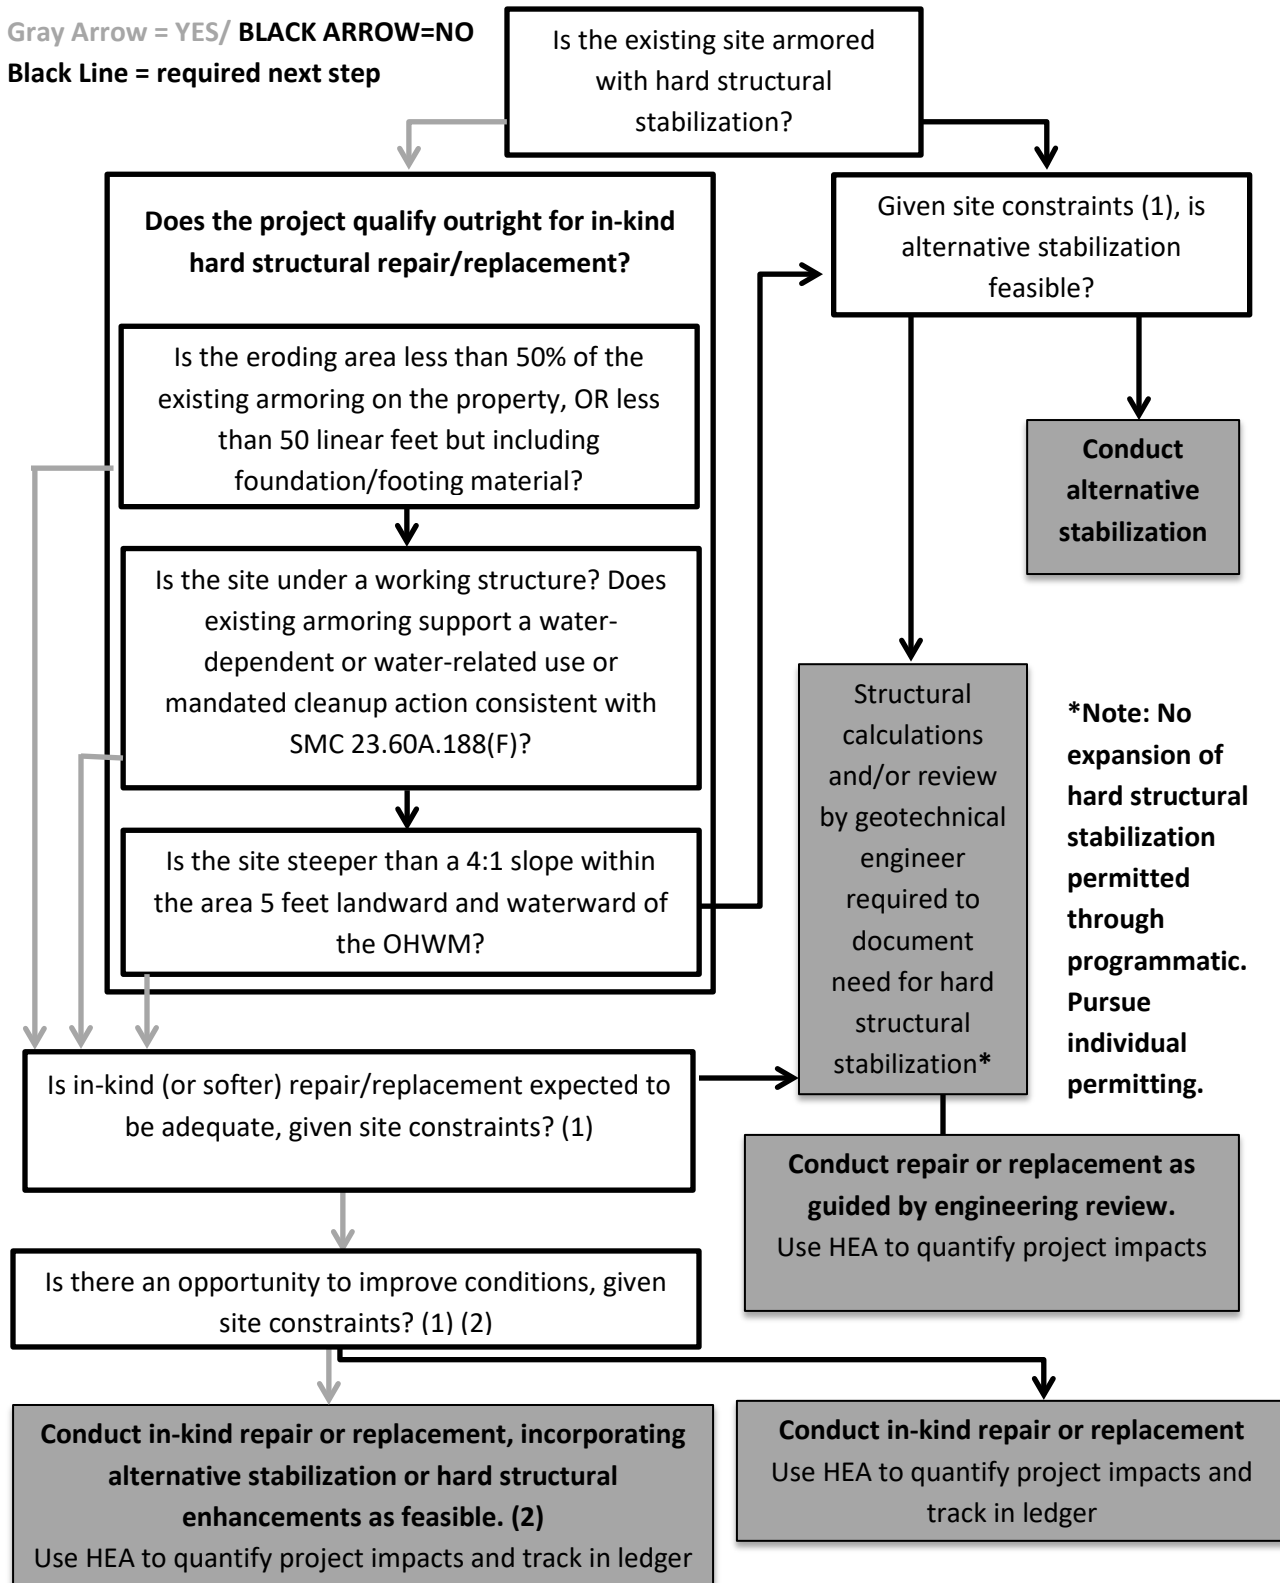 Gray Arrow = YES/ BLACK ARROW=NO
Black Line = required next step
Is the existing site armored
with hard structural
stabilization?
Does the project qualify outright for in-kind
hard structural repair/replacement?
Given site constraints (1), is
alternative stabilization
feasible?
Is the eroding area less than 50% of the
existing armoring on the property, OR less
than 50 linear feet but including
foundation/footing material?
Conduct
alternative
stabilization
Is the site under a working structure? Does
existing armoring support a water-
dependent or water-related use or
mandated cleanup action consistent with
SMC 23.60A.188(F)?
Is the site steeper than a 4:1 slope within
the area 5 feet landward and waterward of
the OHWM?
Structural
calculations
and/or review
by geotechnical
engineer
required to
document
need for hard
structural
stabilization*
*Note: No
expansion of
hard structural
stabilization
permitted
through
programmatic.
Pursue
individual
permitting.
Is in-kind (or softer) repair/replacement expected to
be adequate, given site constraints? (1)
Conduct repair or replacement as
guided by engineering review.
Use HEA to quantify project impacts
Is there an opportunity to improve conditions, given
site constraints? (1) (2)
Conduct in-kind repair or replacement, incorporating
alternative stabilization or hard structural
enhancements as feasible. (2)
Use HEA to quantify project impacts and track in ledger
Conduct in-kind repair or replacement
Use HEA to quantify project impacts and
track in ledger